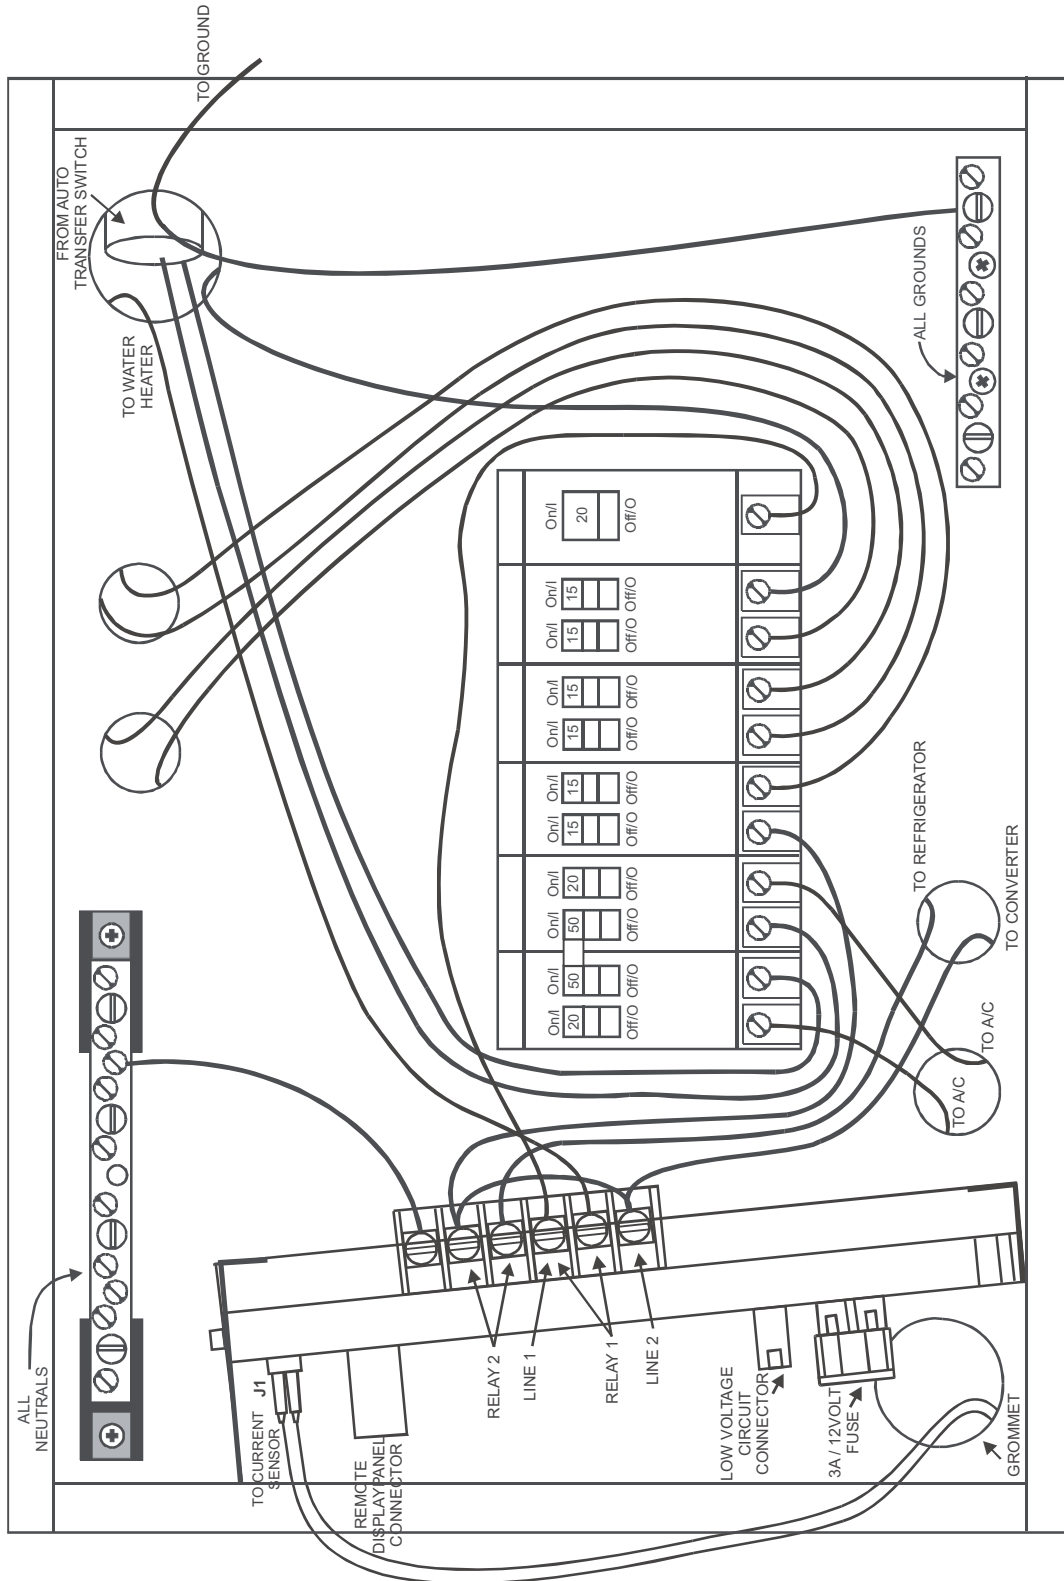 TO GROUND
FROM AUTO
TRANSFER SWITCH
TO WATER
HEATER
ALL GROUNDS
On/I
20
Off/O
On/I
15
Off/O
On/I
15
Off/O
On/I
15
Off/O
On/I
15
Off/O
On/I
15
Off/O
On/I
15
Off/O
On/I
20
Off/O
On/I
50
Off/O
On/I
50
Off/O
On/I
20
Off/O
TO REFRIGERATOR
TO CONVERTER
TO A/C
TO A/C
ALL
NEUTRALS
TO CURRENT
SENSOR
J1
REMOTE
DISPLAY PANEL
CONNECTOR
RELAY 2
LINE 1
RELAY 1
LINE 2
LOW VOLTAGE
CIRCUIT
CONNECTOR
3A / 12VOLT
FUSE
GROMMET